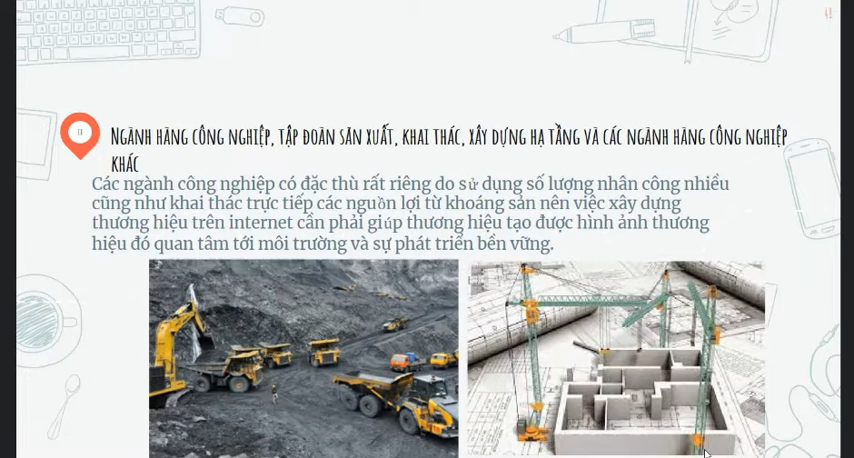 Ngành hàng công nghiệp, tập đoàn sản xuất, khai thác, xây dựng hạ tầng và các ngành hàng công nghiệp
khác
Các ngành công nghiệp có đặc thù rất riêng do sử dụng số lượng nhân công nhiều
cũng như khai thác trực tiếp các nguồn lợi từ khoáng sản nên việc xây dựng
thương hiệu trên internet cần phải giúp thương hiệu tạo được hình ảnh thương
hiệu đó quan tâm tới môi trường và sự phát triển bền vững.